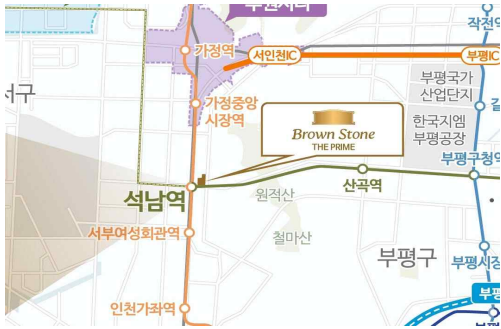 작전역
가정역
서인천IC
부평IC
부평국가
산업단지
서구
가정중앙
시장역
한국지엠
부평공장
Brown Stone
THE PRIME
부평구청역
산곡역
석남역
원적산
서부여성회관역
철마산
부평구
부평시장
인천가좌역
부평